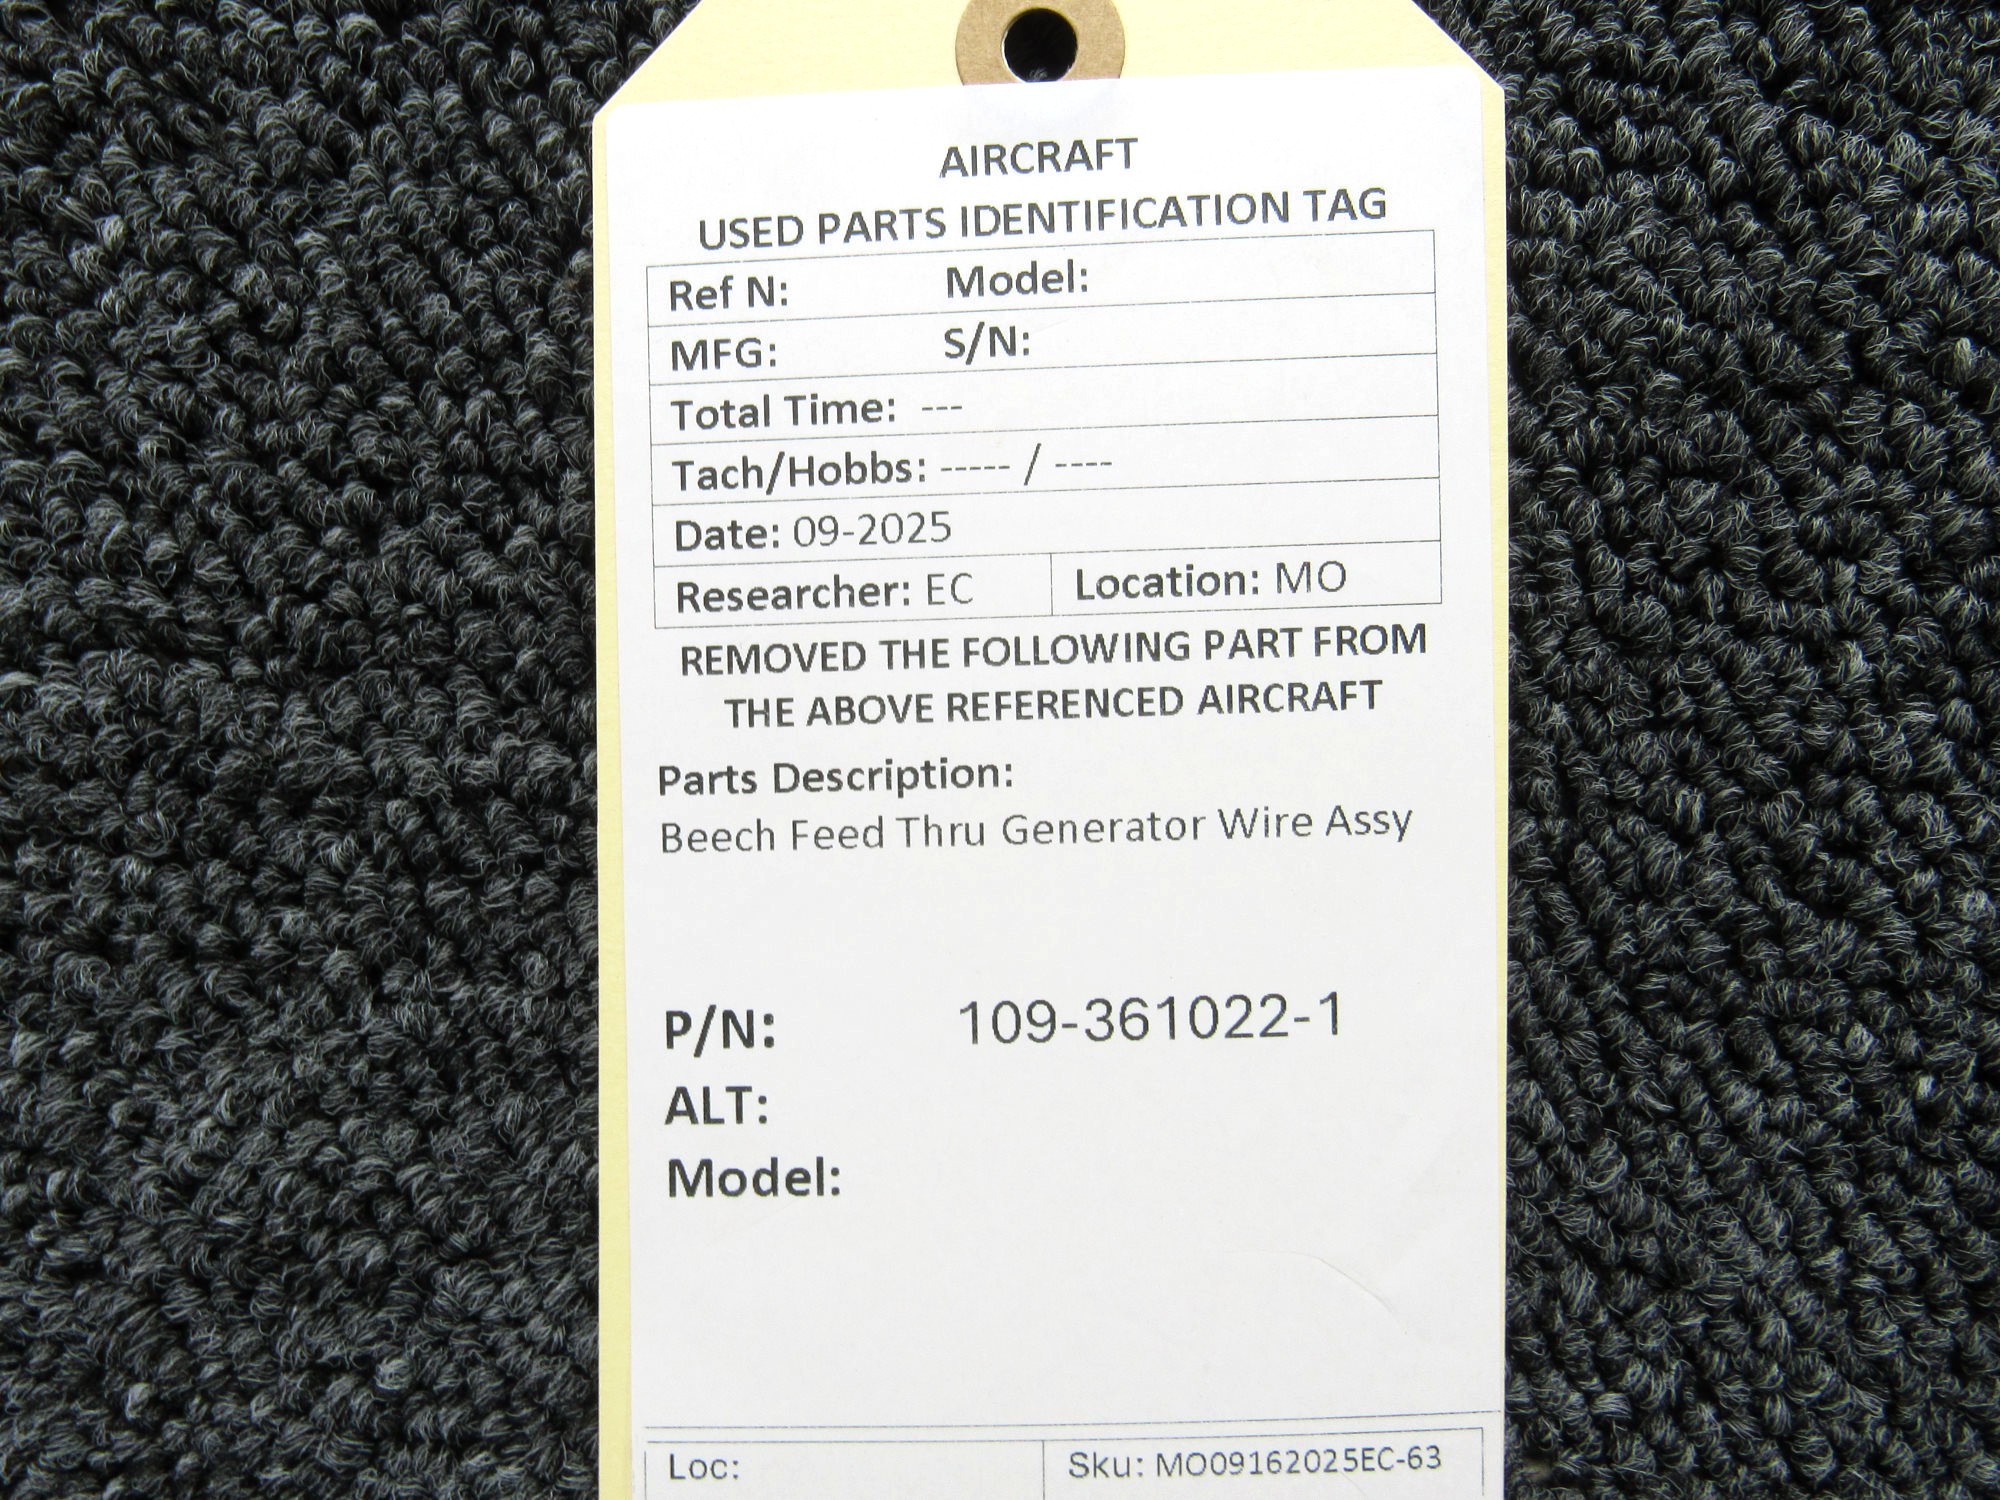 AIRCRAFT
USED PARTS IDENTIFICATION TAG
Ref N: Model:
MFG: S/N:
Total Time: ---
Tach/Hobbs: ----- / ----
Date: 09-2025
Researcher: EC Location: MO
REMOVED THE FOLLOWING PART FROM
THE ABOVE REFERENCED AIRCRAFT
Parts Description:
Beech Feed Thru Generator Wire Assy
P/N: 109-361022-1
ALT:
Model:
Loc: Sku: MO09162025EC-63